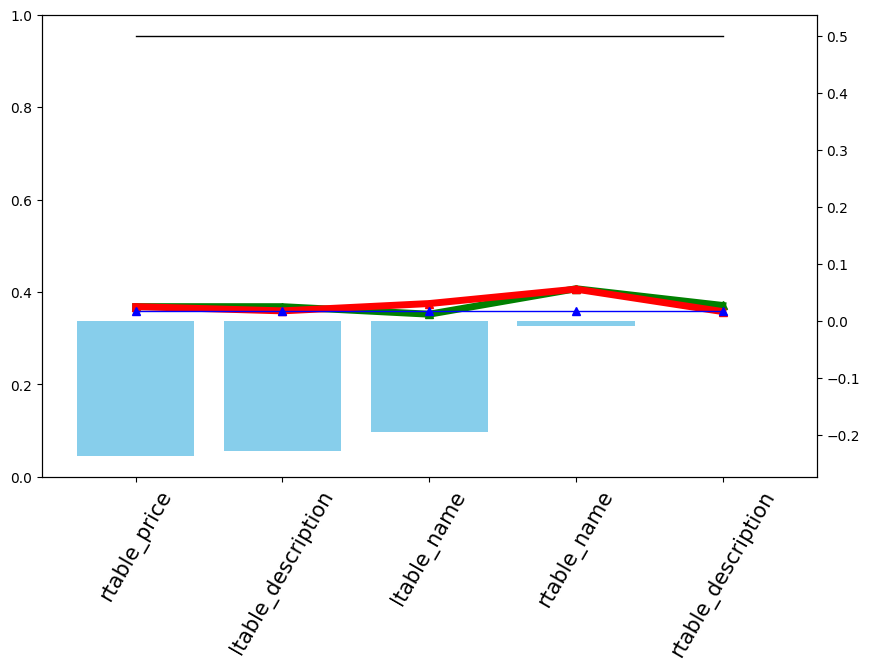 1.0
0.8
0.6
0.4
0.2
0.0
0.5
0.4
0.3
0.2
0.1
0.0
−0.1
−0.2
rtable_price
ltable_description
ltable_name
rtable_name
rtable_description